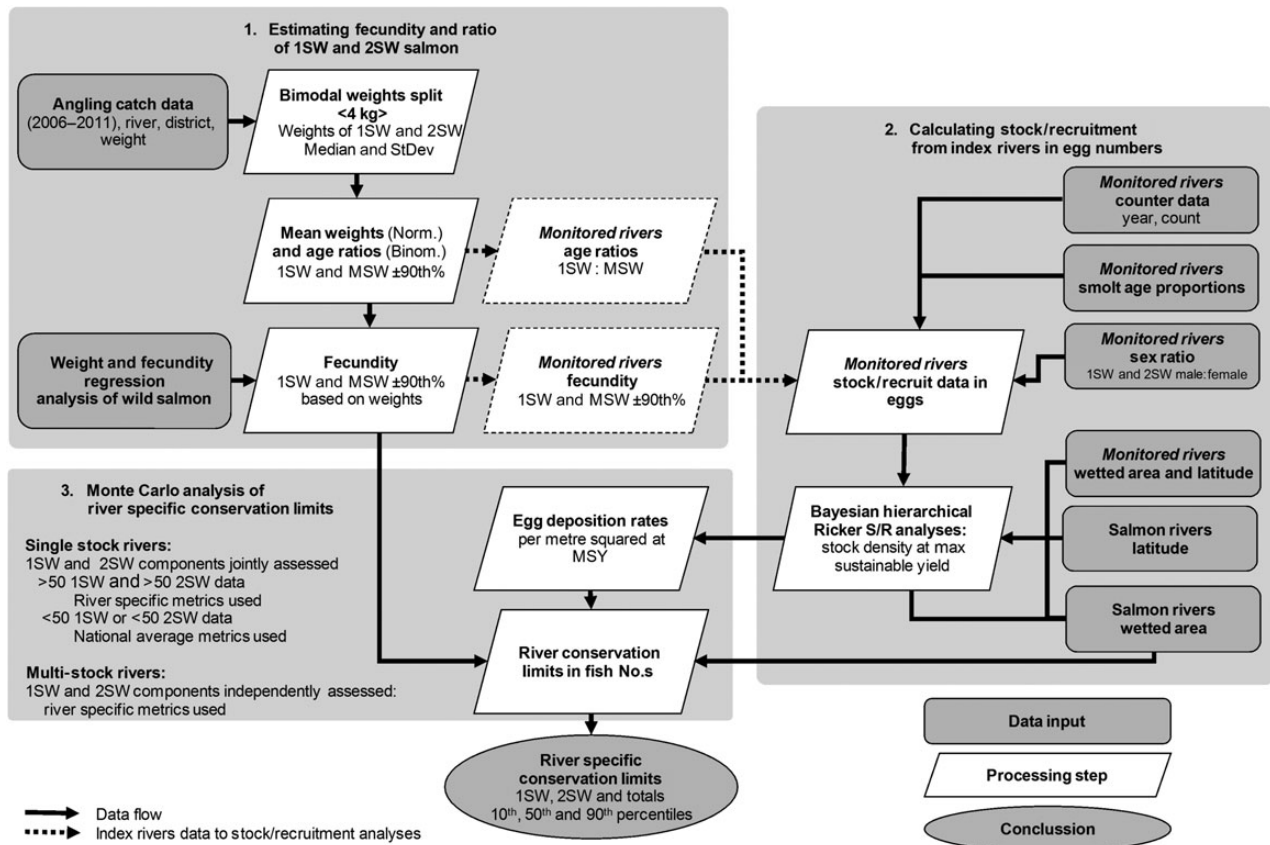 1. Estimating fecundity and ratio
of 1SW and 2SW salmon
Angling catch data
(2006–2011), river, district,
weight
Bimodal weights split
<4 kg>
Weights of 1SW and 2SW
Median and StDev
Mean weights (Norm.)
and age ratios (Binom.)
1SW and MSW ±90th%
Monitored rivers
age ratios
1SW : MSW
Weight and fecundity
regression
analysis of wild salmon
Fecundity
1SW and MSW ±90th%
based on weights
Monitored rivers
fecundity
1SW and MSW ±90th%
2. Calculating stock/recruitment
from index rivers in egg numbers
Monitored rivers
counter data
year, count
Monitored rivers
smolt age proportions
Monitored rivers
sex ratio
1SW and 2SW male:female
Monitored rivers
stock/recruit data in
eggs
Monitored rivers
wetted area and latitude
Bayesian hierarchical
Ricker S/R analyses:
stock density at max
sustainable yield
Salmon rivers
latitude
Salmon rivers
wetted area
3. Monte Carlo analysis of
river specific conservation limits
Single stock rivers:
1SW and 2SW components jointly assessed
>50 1SW and >50 2SW data
River specific metrics used
<50 1SW or <50 2SW data
National average metrics used
Multi-stock rivers:
1SW and 2SW components independently assessed:
river specific metrics used
Egg deposition rates
per metre squared at
MSY
River conservation
limits in fish No.s
River specific
conservation limits
1SW, 2SW and totals
10th, 50th and 90th percentiles
Data flow
Index rivers data to stock/recruitment analyses
Data input
Processing step
Conclussion